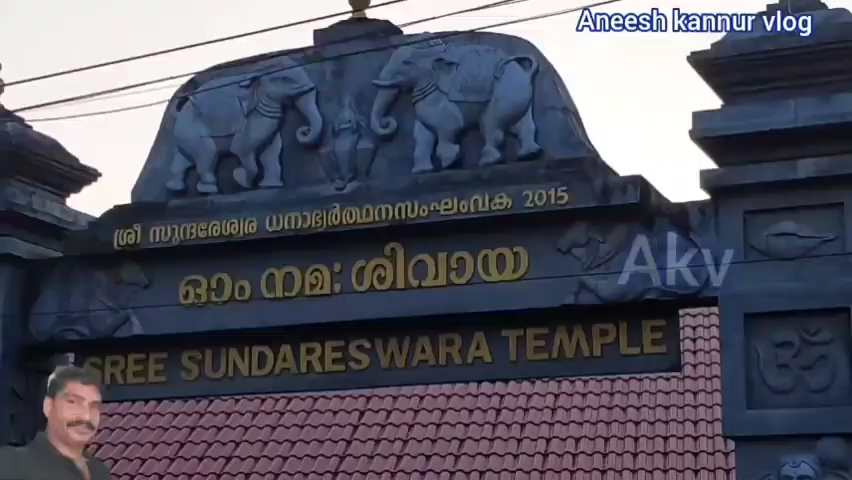 Aneesh kannur vlog
ശ്രീ സുന്ദരേശ്വര ധനാഭ്യർത്ഥനസംഘംവക 2015
ഓം നമ: ശിവായ
Akv
SREE SUNDARESWARA TEMPLE